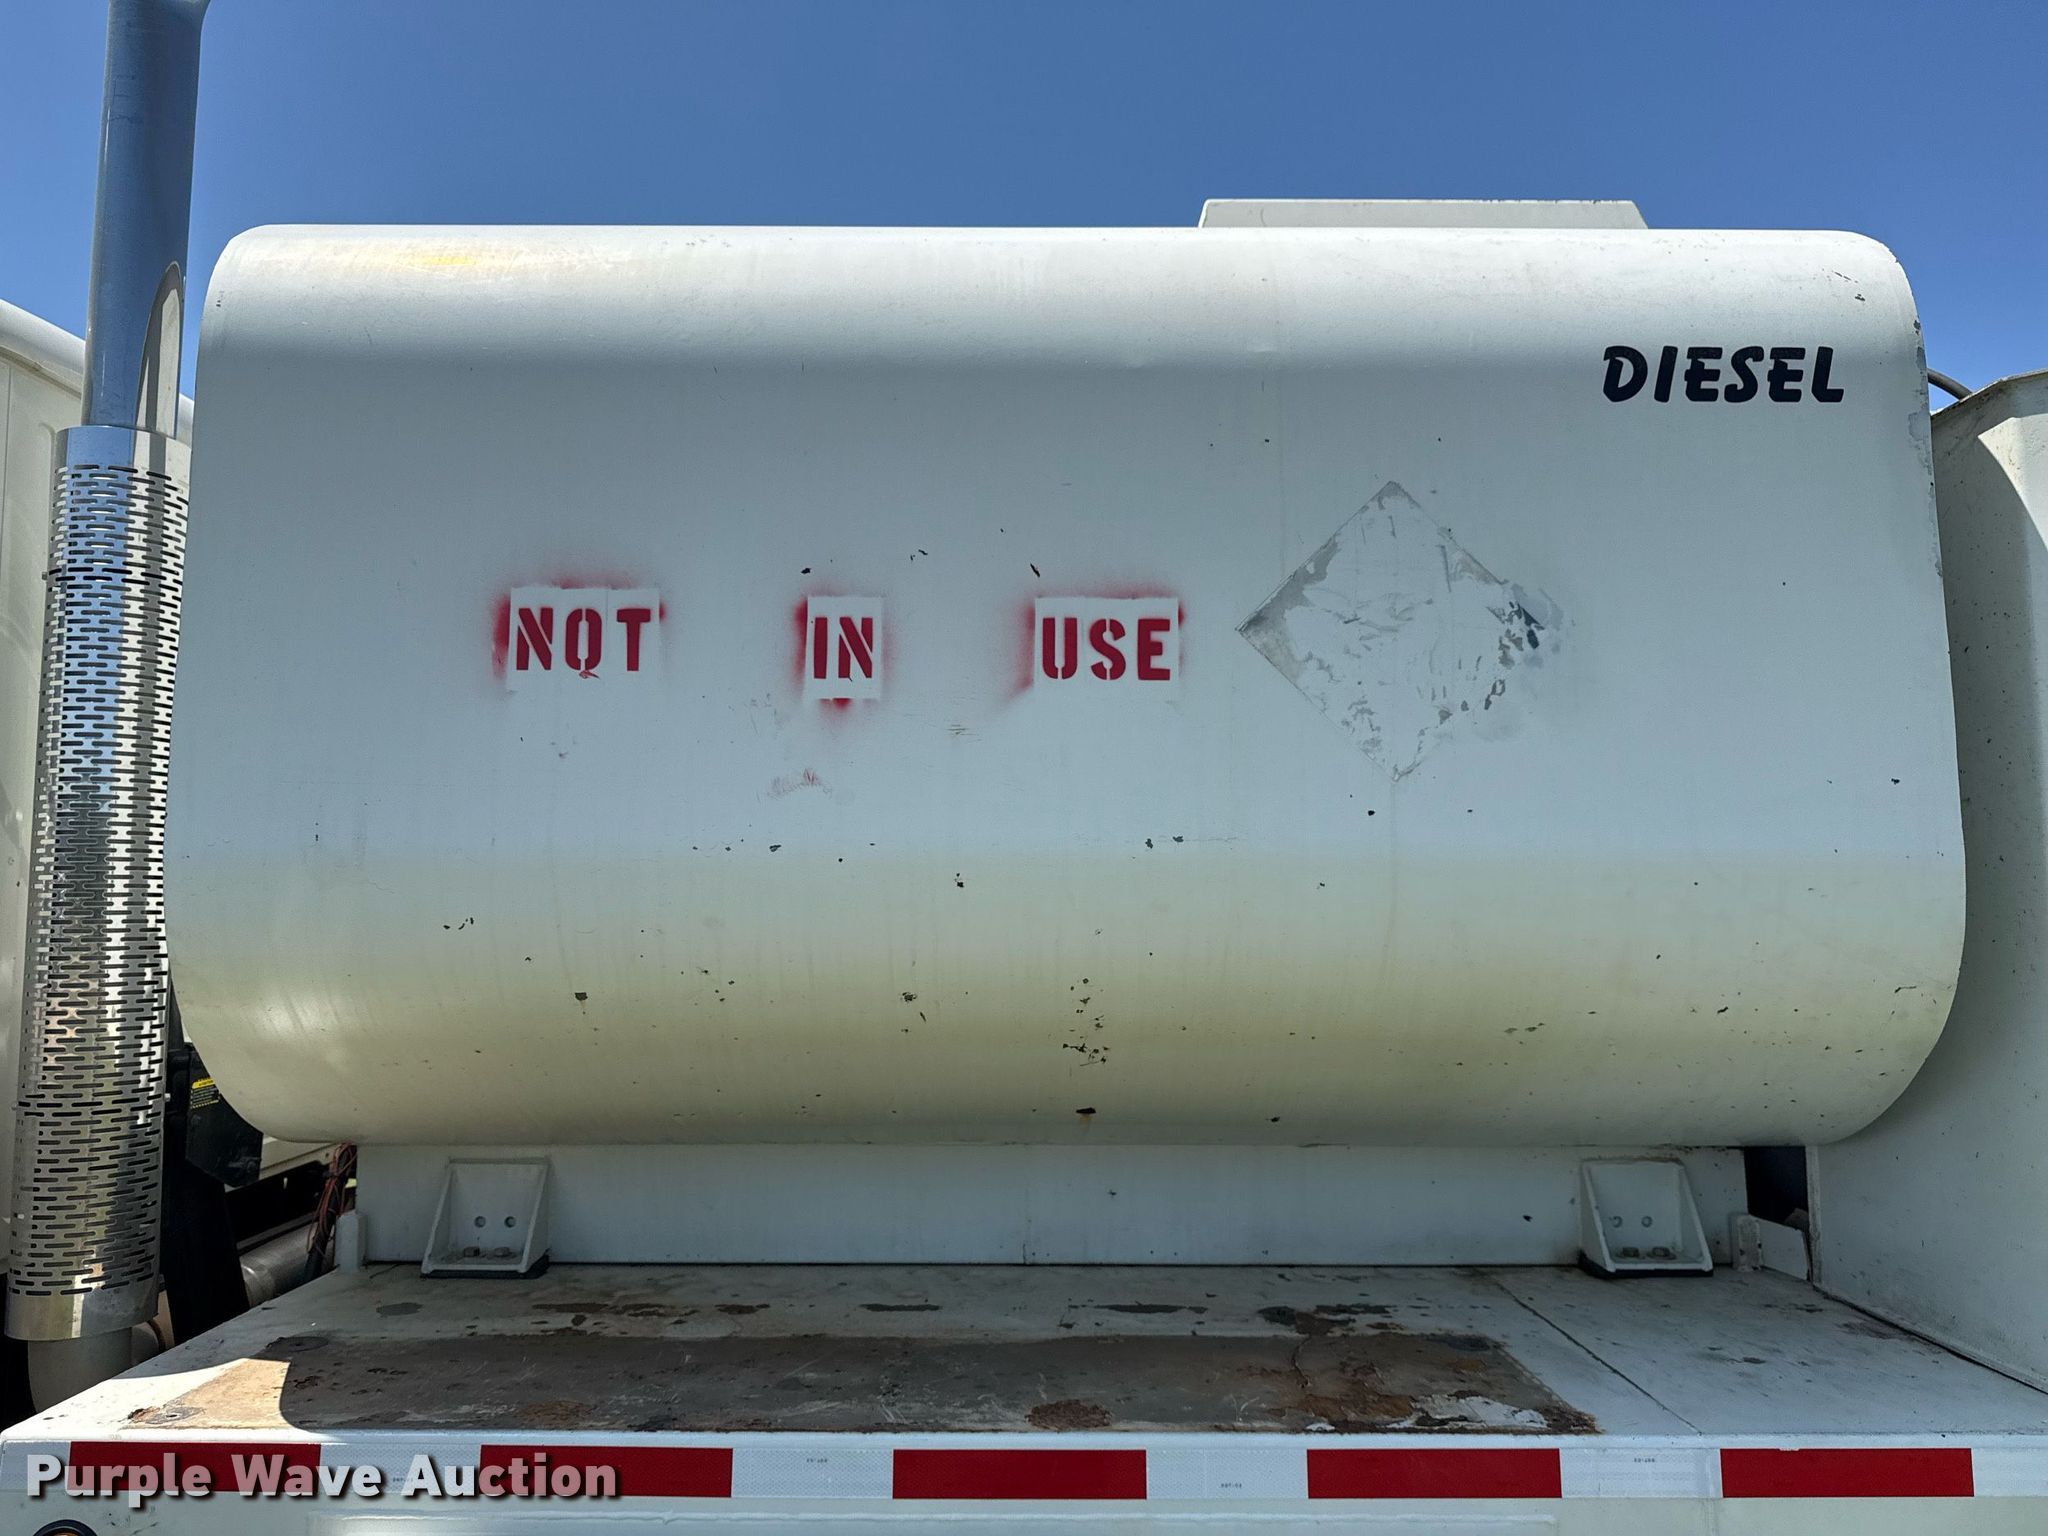 DIESEL
NOT IN USE
Purple Wave Auction